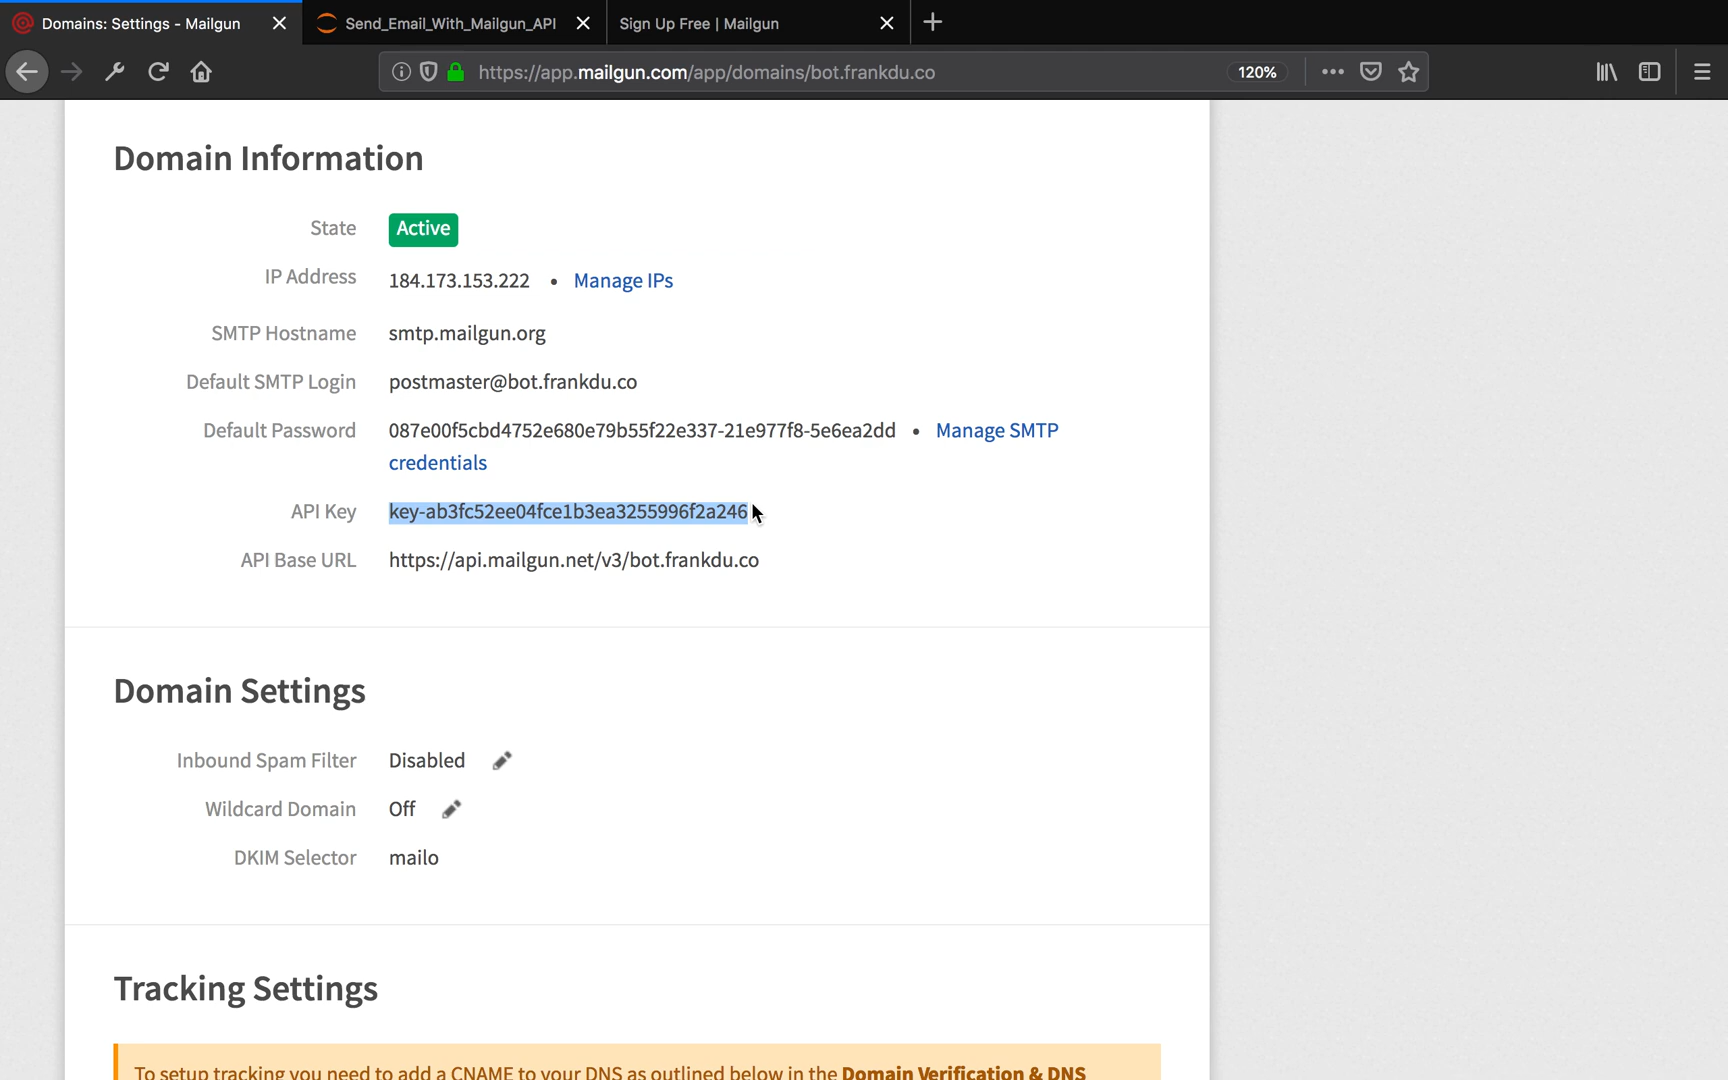 Domains: Settings - Mailgun
Send_Email_With_Mailgun_API
Sign Up Free | Mailgun
https://app.mailgun.com/app/domains/bot.frankdu.co
120%
Domain Information
State Active
IP Address 184.173.153.222 • Manage IPs
SMTP Hostname smtp.mailgun.org
Default SMTP Login postmaster@bot.frankdu.co
Default Password 087e00f5cbd4752e680e79b55f22e337-21e977f8-5e6ea2dd • Manage SMTP
credentials
API Key key-ab3fc52ee04fce1b3ea3255996f2a246
API Base URL https://api.mailgun.net/v3/bot.frankdu.co
Domain Settings
Inbound Spam Filter Disabled
Wildcard Domain Off
DKIM Selector mailo
Tracking Settings
To setup tracking you need to add a CNAME to your DNS as outlined below in the Domain Verification & DNS